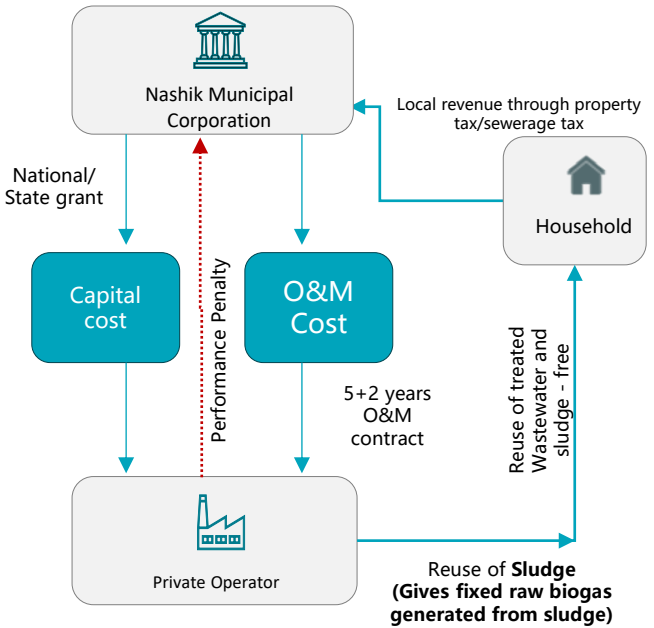 Nashik Municipal
Corporation
Local revenue through property
tax/sewerage tax
National/
State grant
Household
Capital
cost
Performance Penalty
O&M
Cost
5+2 years
O&M
contract
Reuse of treated
Wastewater and
sludge - free
Private Operator
Reuse of Sludge
(Gives fixed raw biogas
generated from sludge)